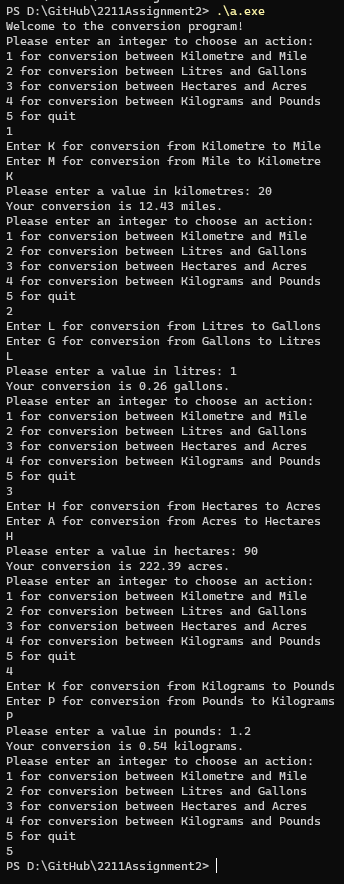 PS D:\GitHub\2211Assignment2> .\a.exe
Welcome to the conversion program!
Please enter an integer to choose an action:
1 for conversion between Kilometre and Mile
2 for conversion between Litres and Gallons
3 for conversion between Hectares and Acres
4 for conversion between Kilograms and Pounds
5 for quit
1
Enter K for conversion from Kilometre to Mile
Enter M for conversion from Mile to Kilometre
K
Please enter a value in kilometres: 20
Your conversion is 12.43 miles.
Please enter an integer to choose an action:
1 for conversion between Kilometre and Mile
2 for conversion between Litres and Gallons
3 for conversion between Hectares and Acres
4 for conversion between Kilograms and Pounds
5 for quit
2
Enter L for conversion from Litres to Gallons
Enter G for conversion from Gallons to Litres
L
Please enter a value in litres: 1
Your conversion is 0.26 gallons.
Please enter an integer to choose an action:
1 for conversion between Kilometre and Mile
2 for conversion between Litres and Gallons
3 for conversion between Hectares and Acres
4 for conversion between Kilograms and Pounds
5 for quit
3
Enter H for conversion from Hectares to Acres
Enter A for conversion from Acres to Hectares
H
Please enter a value in hectares: 90
Your conversion is 222.39 acres.
Please enter an integer to choose an action:
1 for conversion between Kilometre and Mile
2 for conversion between Litres and Gallons
3 for conversion between Hectares and Acres
4 for conversion between Kilograms and Pounds
5 for quit
4
Enter K for conversion from Kilograms to Pounds
Enter P for conversion from Pounds to Kilograms
P
Please enter a value in pounds: 1.2
Your conversion is 0.54 kilograms.
Please enter an integer to choose an action:
1 for conversion between Kilometre and Mile
2 for conversion between Litres and Gallons
3 for conversion between Hectares and Acres
4 for conversion between Kilograms and Pounds
5 for quit
5
PS D:\GitHub\2211Assignment2>